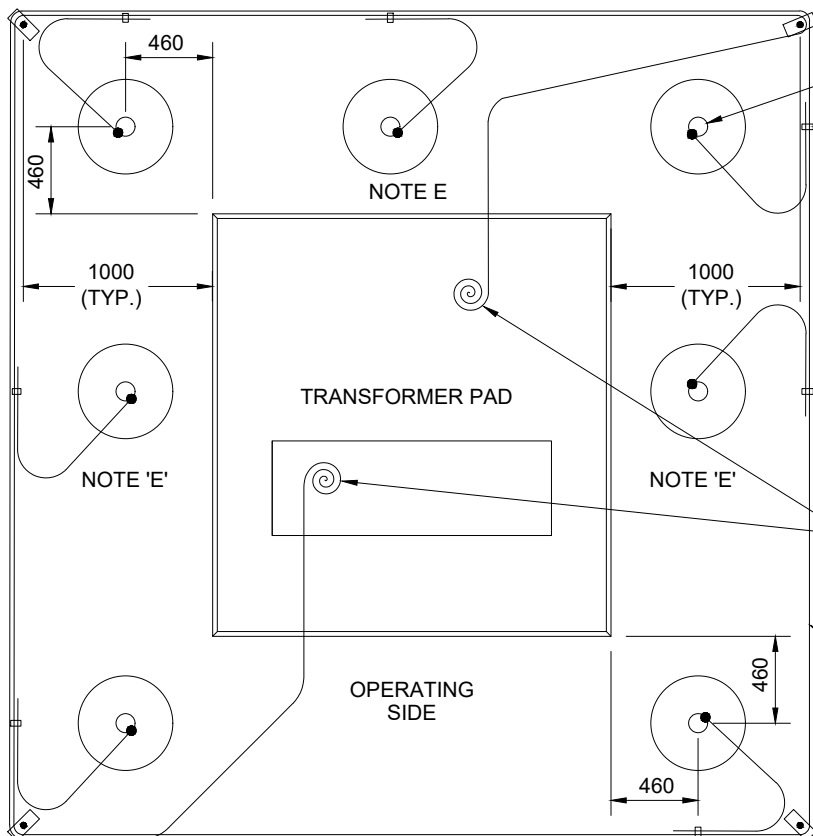 460
460
NOTE E
1000
(TYP.)
1000
(TYP.)
TRANSFORMER PAD
NOTE 'E'
NOTE 'E'
OPERATING
SIDE
460
460